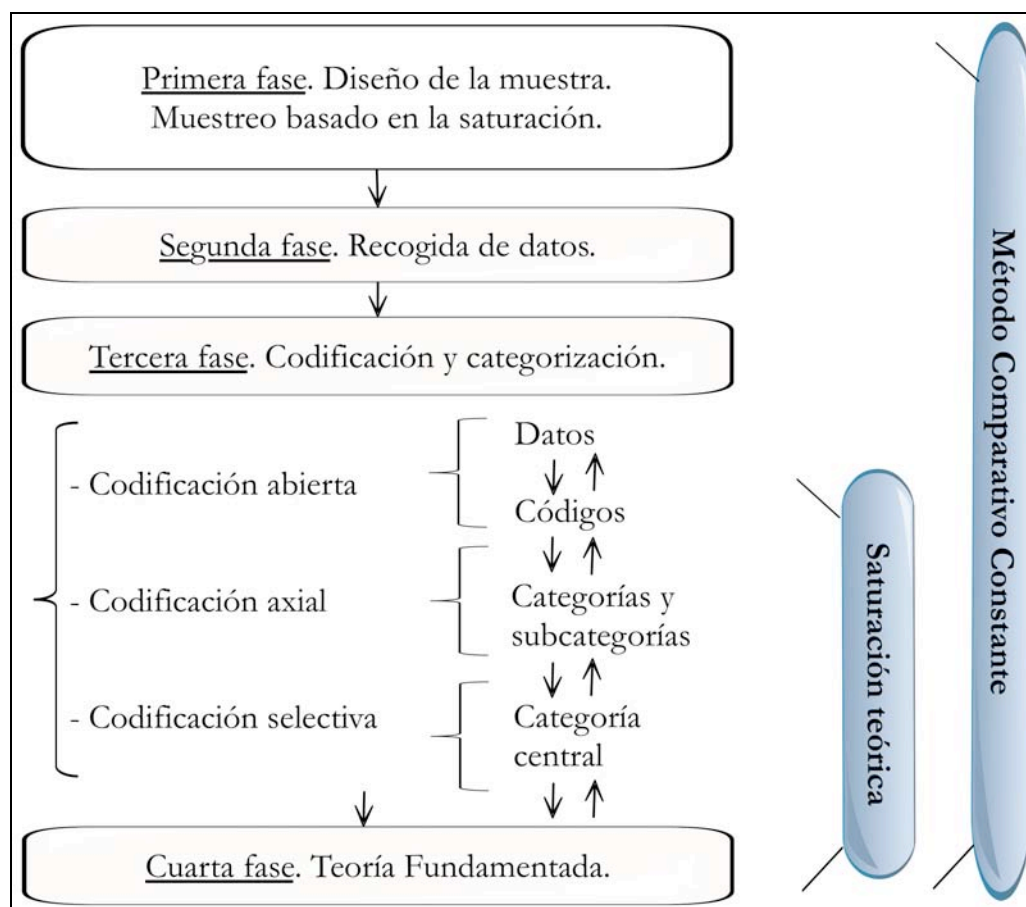 Primera fase. Diseño de la muestra.
Muestreo basado en la saturación.
Segunda fase. Recogida de datos.
Tercera fase. Codificación y categorización.
- Codificación abierta
Datos
Códigos
- Codificación axial
Categorías y
subcategorías
- Codificación selectiva
Categoría
central
Cuarta fase. Teoría Fundamentada.
Saturación teórica
Método Comparativo Constante